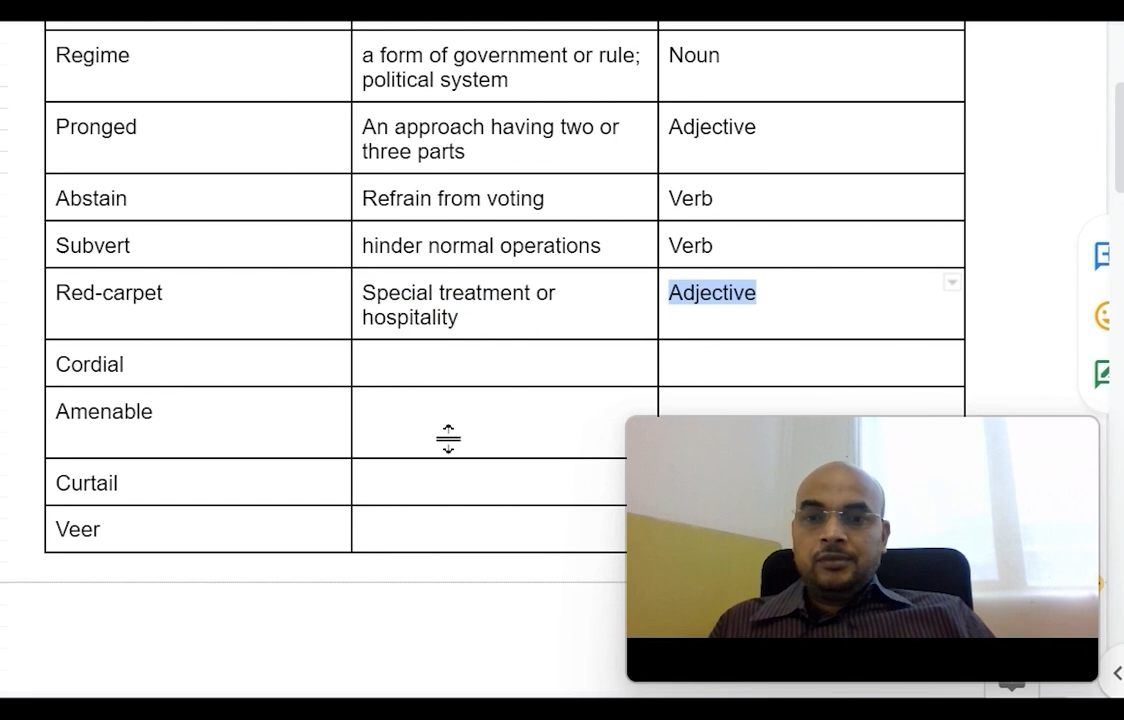 Regime
a form of government or rule;
political system
Noun
Pronged
An approach having two or
three parts
Adjective
Abstain
Refrain from voting
Verb
Subvert
hinder normal operations
Verb
Red-carpet
Special treatment or
hospitality
Adjective
Cordial
Amenable
Curtail
Veer